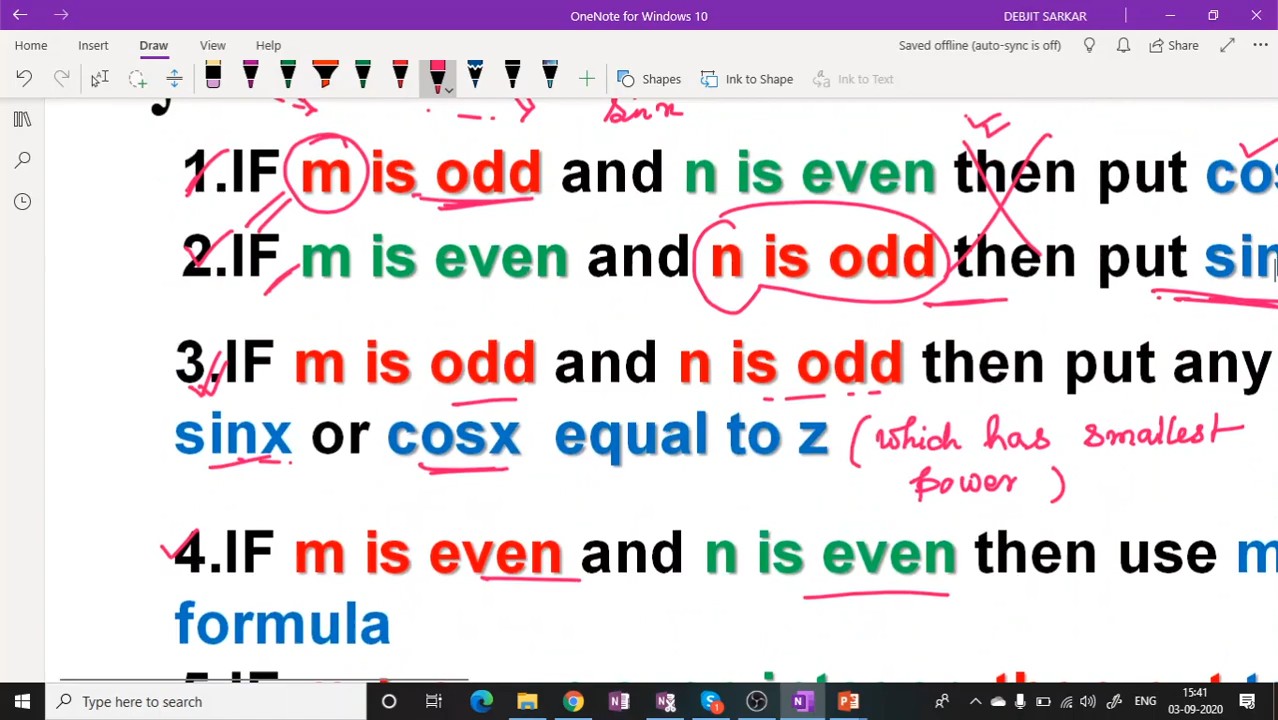 OneNote for Windows 10
DEBJIT SARKAR
Home Insert Draw View Help
Saved offline (auto-sync is off)
Share
Shapes
Ink to Shape
Ink to Text
sinx
1.IF m is odd and n is even then put cos
2.IF m is even and n is odd then put sin
3.IF m is odd and n is odd then put any
sinx or cosx equal to z (which has smallest
power)
4.IF m is even and n is even then use m
formula
Type here to search
ENG
15:41
03-09-2020